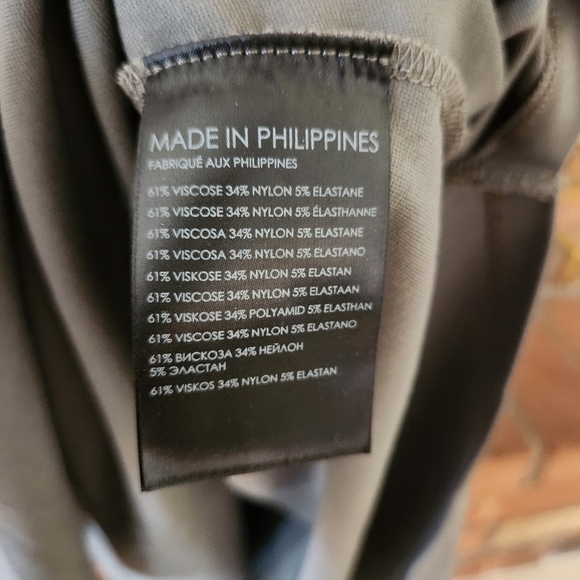 MADE IN PHILIPPINES
FABRIQUÉ AUX PHILIPPINES
61% VISCOSE 34% NYLON 5% ELASTANE
61% VISCOSE 34% NYLON 5% ÉLASTHANNE
61% VISCOSA 34% NYLON 5% ELASTANE
61% VISCOSA 34% NYLON 5% ELASTANO
61% VISKOSE 34% NYLON 5% ELASTAN
61% VISCOSE 34% NYLON 5% ELASTAAN
61% VISKOSE 34% POLYAMID 5% ELASTHAN
61% VISCOSE 34% NYLON 5% ELASTANO
61% ВИСКОЗА 34% НЕЙЛОН
5% ЭЛАСТАН
61% VISKOS 34% NYLON 5% ELASTAN